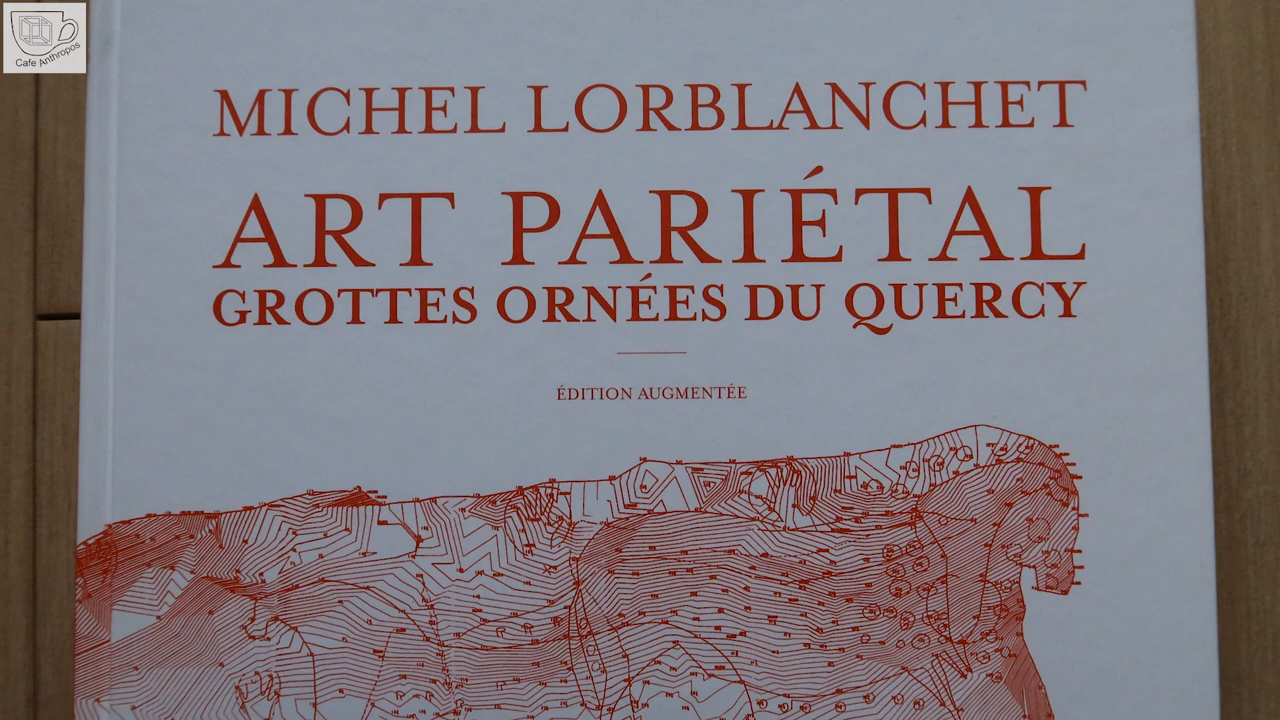 Cafe Anthropos
MICHEL LORBLANCHET
ART PARIÉTAL
GROTTES ORNÉES DU QUERCY
ÉDITION AUGMENTÉE